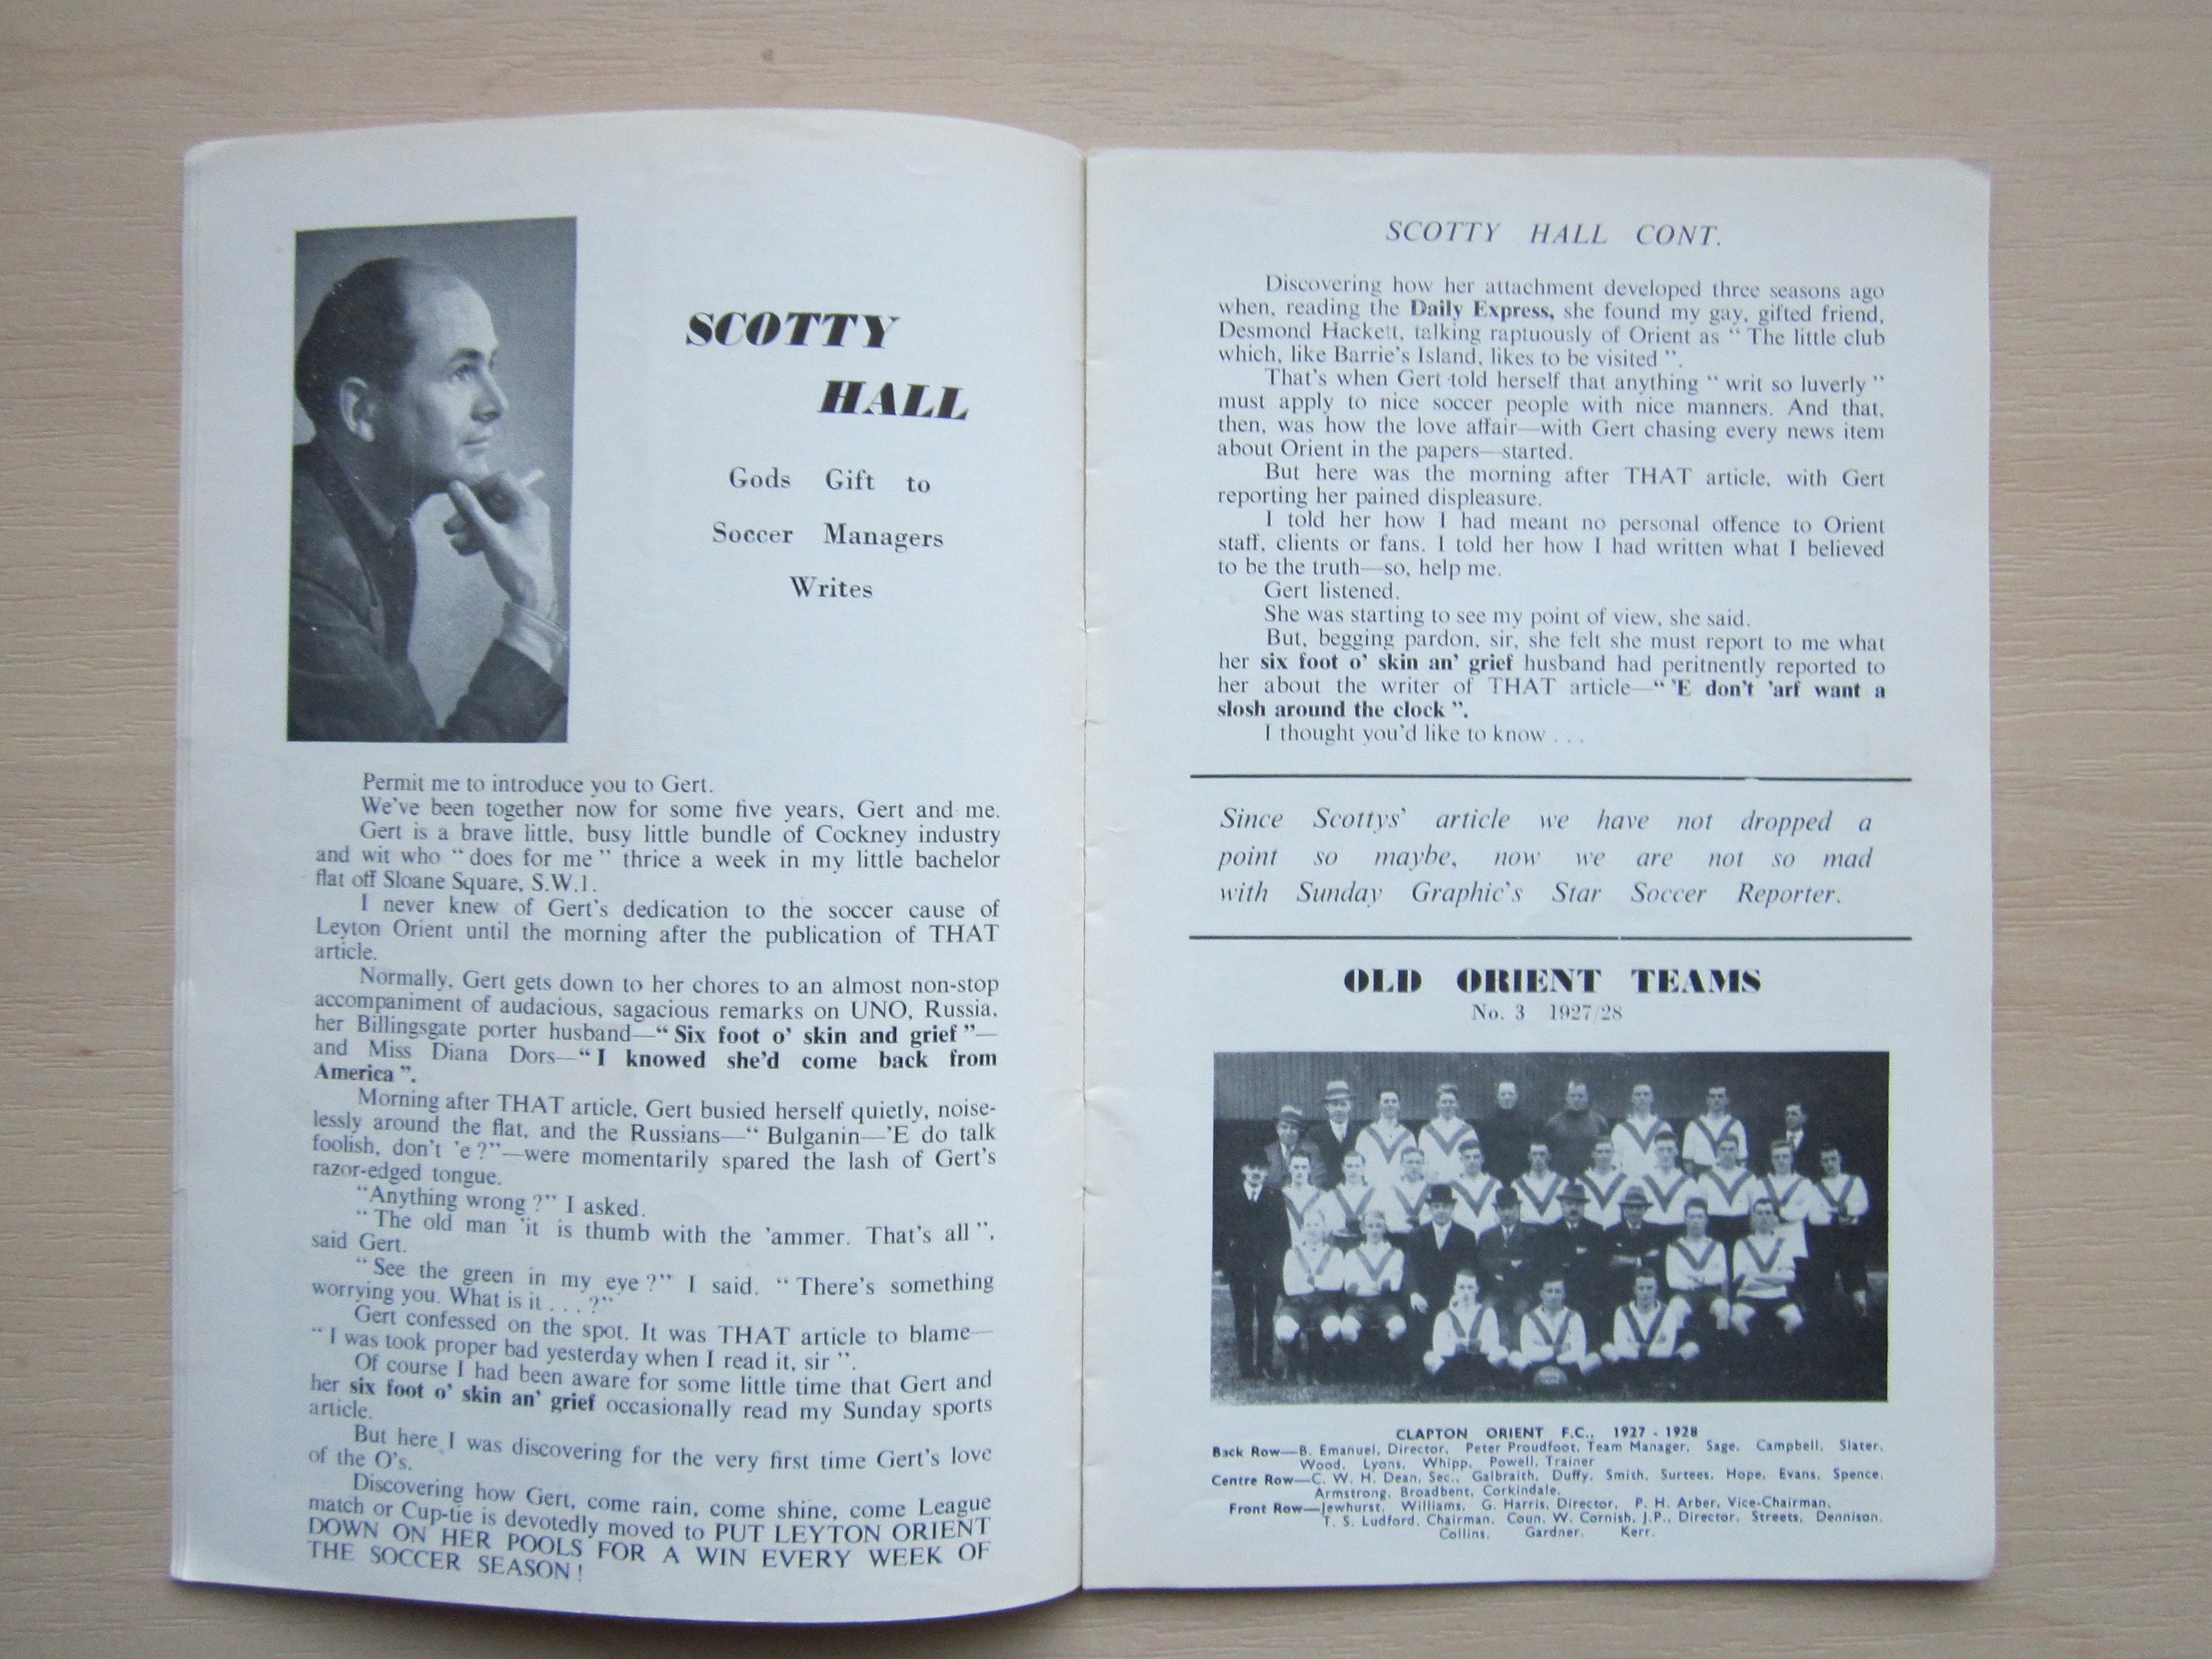 SCOTTY
HALL
Gods Gift to
Soccer Managers
Writes
Permit me to introduce you to Gert.
We've been together now for some five years, Gert and me.
Gert is a brave little, busy little bundle of Cockney industry
and wit who “ does for me ” thrice a week in my little bachelor
flat off Sloane Square, S.W.1.
I never knew of Gert's dedication to the soccer cause of
Leyton Orient until the morning after the publication of THAT
article.
Normally, Gert gets down to her chores to an almost non-stop
accompaniment of audacious, sagacious remarks on UNO, Russia,
her Billingsgate porter husband—“ Six foot o' skin and grief ”—
and Miss Diana Dors—“ I knowed she'd come back from
America ”.
Morning after THAT article, Gert busied herself quietly, noise-
lessly around the flat, and the Russians—“ Bulganin—'E do talk
foolish, don't 'e ?”—were momentarily spared the lash of Gert's
razor-edged tongue.
“Anything wrong ?” I asked.
“ The old man 'it is thumb with the 'ammer. That's all ”,
said Gert.
“ See the green in my eye ?” I said. “ There's something
worrying you. What is it . . . ?”
Gert confessed on the spot. It was THAT article to blame—
“ I was took proper bad yesterday when I read it, sir ”.
Of course I had been aware for some little time that Gert and
her six foot o' skin an' grief occasionally read my Sunday sports
article.
But here I was discovering for the very first time Gert's love
of the O's.
Discovering how Gert, come rain, come shine, come League
match or Cup-tie is devotedly moved to PUT LEYTON ORIENT
DOWN ON HER POOLS FOR A WIN EVERY WEEK OF
THE SOCCER SEASON !
SCOTTY HALL CONT.
Discovering how her attachment developed three seasons ago
when, reading the Daily Express, she found my gay, gifted friend,
Desmond Hackett, talking raptuously of Orient as “ The little club
which, like Barrie's Island, likes to be visited ”.
That's when Gert told herself that anything “ writ so luverly ”
must apply to nice soccer people with nice manners. And that,
then, was how the love affair—with Gert chasing every news item
about Orient in the papers—started.
But here was the morning after THAT article, with Gert
reporting her pained displeasure.
I told her how I had meant no personal offence to Orient
staff, clients or fans. I told her how I had written what I believed
to be the truth—so, help me.
Gert listened.
She was starting to see my point of view, she said.
But, begging pardon, sir, she felt she must report to me what
her six foot o' skin an' grief husband had peritnently reported to
her about the writer of THAT article—“ 'E don't 'arf want a
slosh around the clock ”.
I thought you'd like to know . . .
Since Scottys' article we have not dropped a
point so maybe, now we are not so mad
with Sunday Graphic's Star Soccer Reporter.
OLD ORIENT TEAMS
No. 3 1927/28
CLAPTON ORIENT F.C., 1927 - 1928
Back Row—B. Emanuel, Director, Peter Proudfoot, Team Manager, Sage, Campbell, Slater,
Wood, Lyons, Whipp, Powell, Trainer
Centre Row—C. W. H. Dean, Sec., Galbraith, Duffy, Smith, Surtees, Hope, Evans, Spence,
Armstrong, Broadbent, Corkindale.
Front Row—Jewhurst, Williams, G. Harris, Director, P. H. Arber, Vice-Chairman,
T. S. Ludford, Chairman, Coun. W. Cornish, J.P., Director, Streets, Dennison,
Collins, Gardner, Kerr.